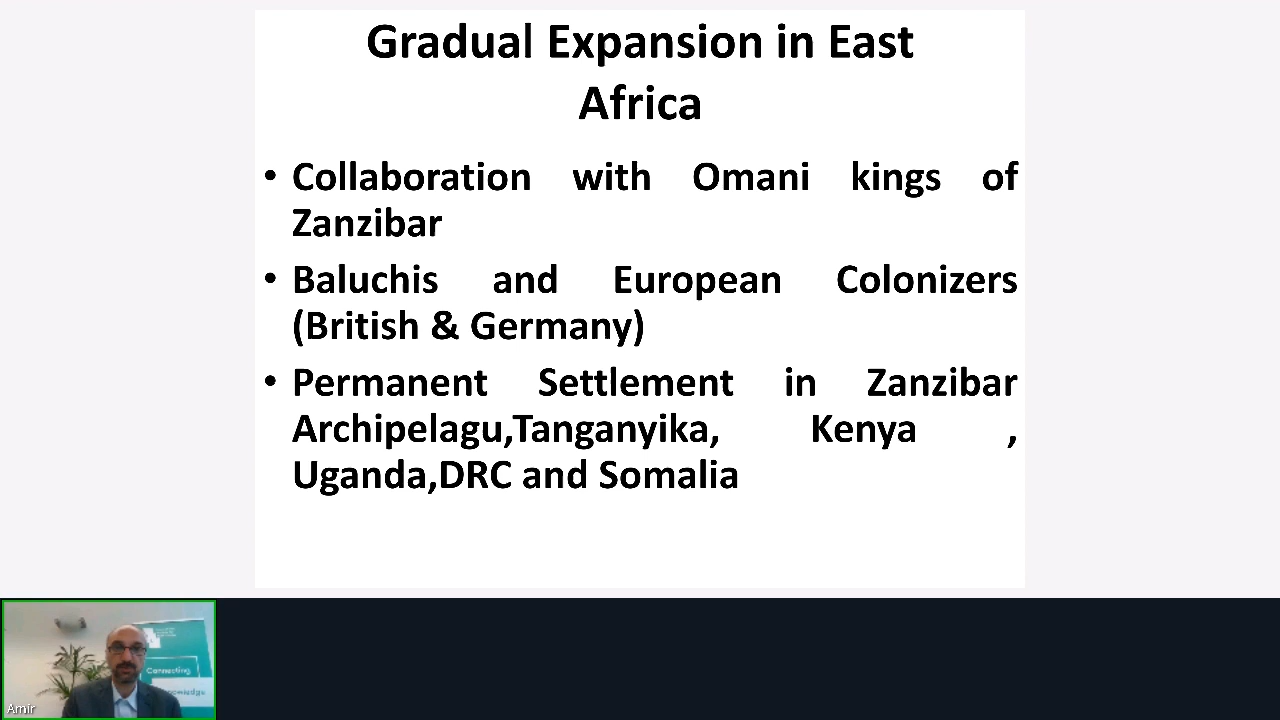 Gradual Expansion in East
Africa
• Collaboration with Omani kings of
Zanzibar
• Baluchis and European Colonizers
(British & Germany)
• Permanent Settlement in Zanzibar
Archipelagu,Tanganyika, Kenya ,
Uganda,DRC and Somalia
Connecting
Amir